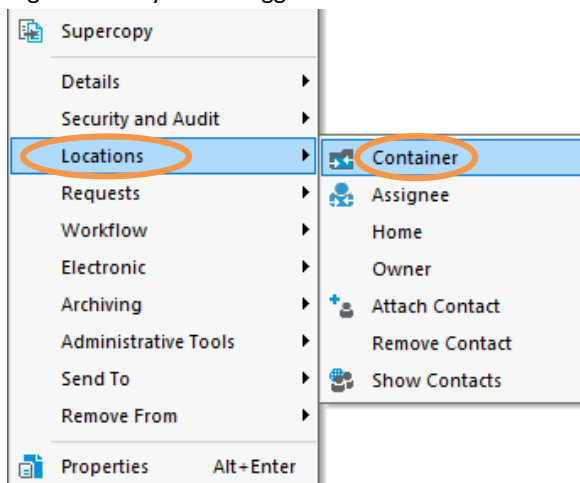 Supercopy
Details
Security and Audit
Locations
Requests
Workflow
Electronic
Archiving
Administrative Tools
Send To
Remove From
Properties Alt+Enter
Container
Assignee
Home
Owner
Attach Contact
Remove Contact
Show Contacts